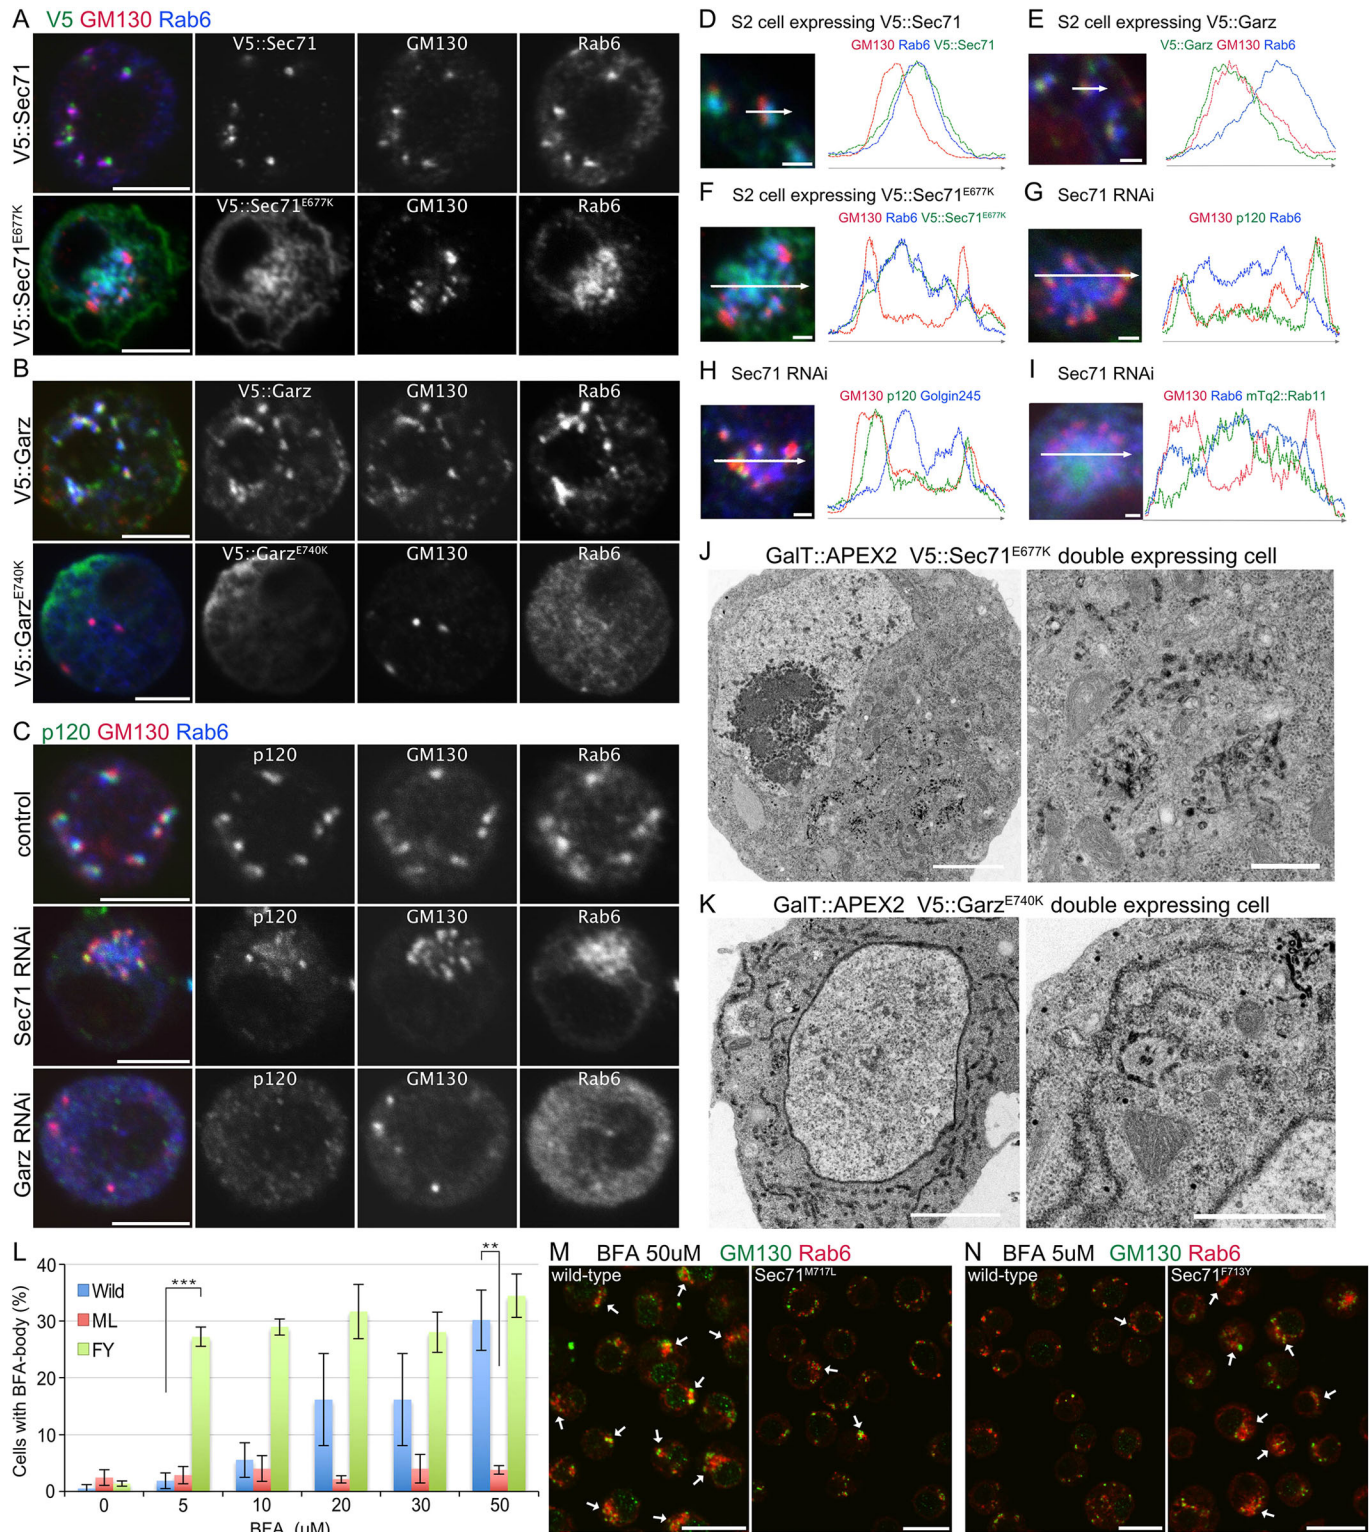 A V5 GM130 Rab6
V5::Sec71
V5::Sec71 GM130 Rab6
V5::Sec71E677K
V5::Sec71E677K GM130 Rab6
B
V5::Garz
V5::Garz GM130 Rab6
V5::GarzE740K
V5::GarzE740K GM130 Rab6
C p120 GM130 Rab6
control
p120 GM130 Rab6
Sec71 RNAi
p120 GM130 Rab6
Garz RNAi
p120 GM130 Rab6
D S2 cell expressing V5::Sec71
GM130 Rab6 V5::Sec71
E S2 cell expressing V5::Garz
V5::Garz GM130 Rab6
F S2 cell expressing V5::Sec71E677K
GM130 Rab6 V5::Sec71E677K
G Sec71 RNAi
GM130 p120 Rab6
H Sec71 RNAi
GM130 p120 Golgin245
I Sec71 RNAi
GM130 Rab6 mTq2::Rab11
J GalT::APEX2 V5::Sec71E677K double expressing cell
K GalT::APEX2 V5::GarzE740K double expressing cell
L
Cells with BFA-body (%)
40
30
20
10
0
Wild
ML
FY
***
**
0 5 10 20 30 50
BFA (uM)
M BFA 50uM GM130 Rab6
wild-type Sec71M717L
N BFA 5uM GM130 Rab6
wild-type Sec71F713Y